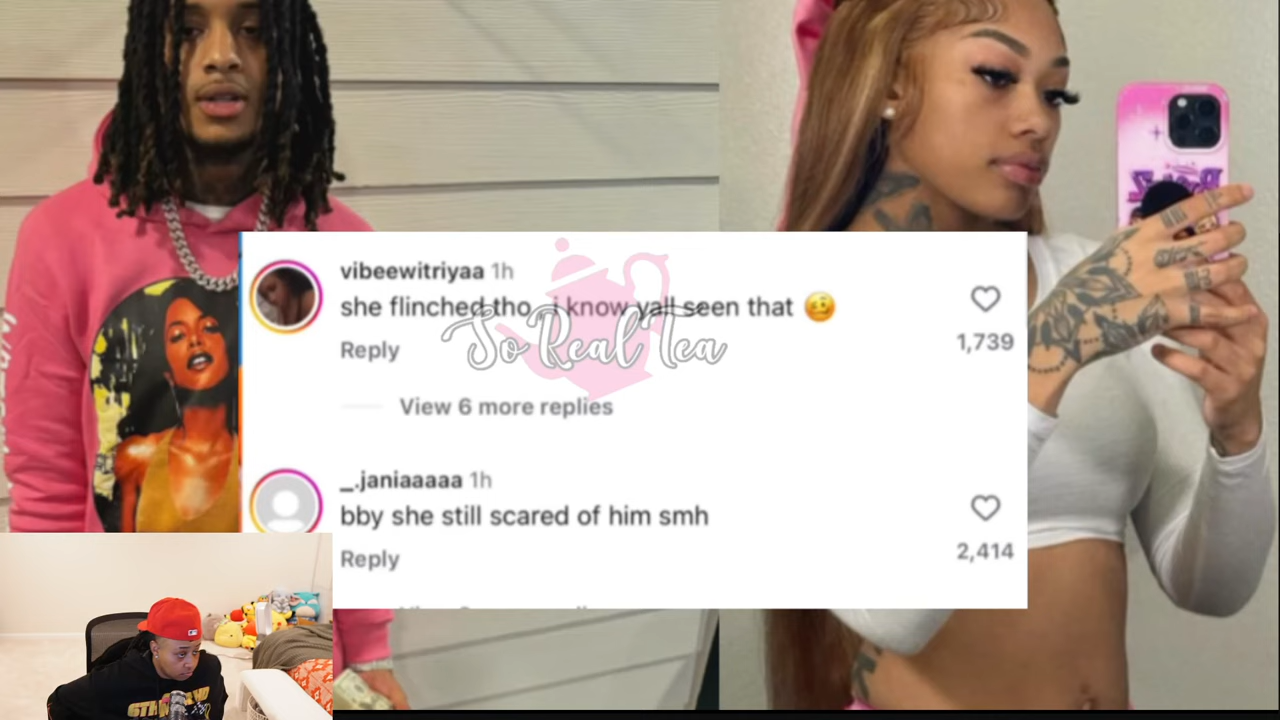 vibeewitriyaa 1h
she flinched tho i know yall seen that 🥴
Reply
1,739
So Real Tea
View 6 more replies
_.janiaaaaa 1h
bby she still scared of him smh
Reply
2,414